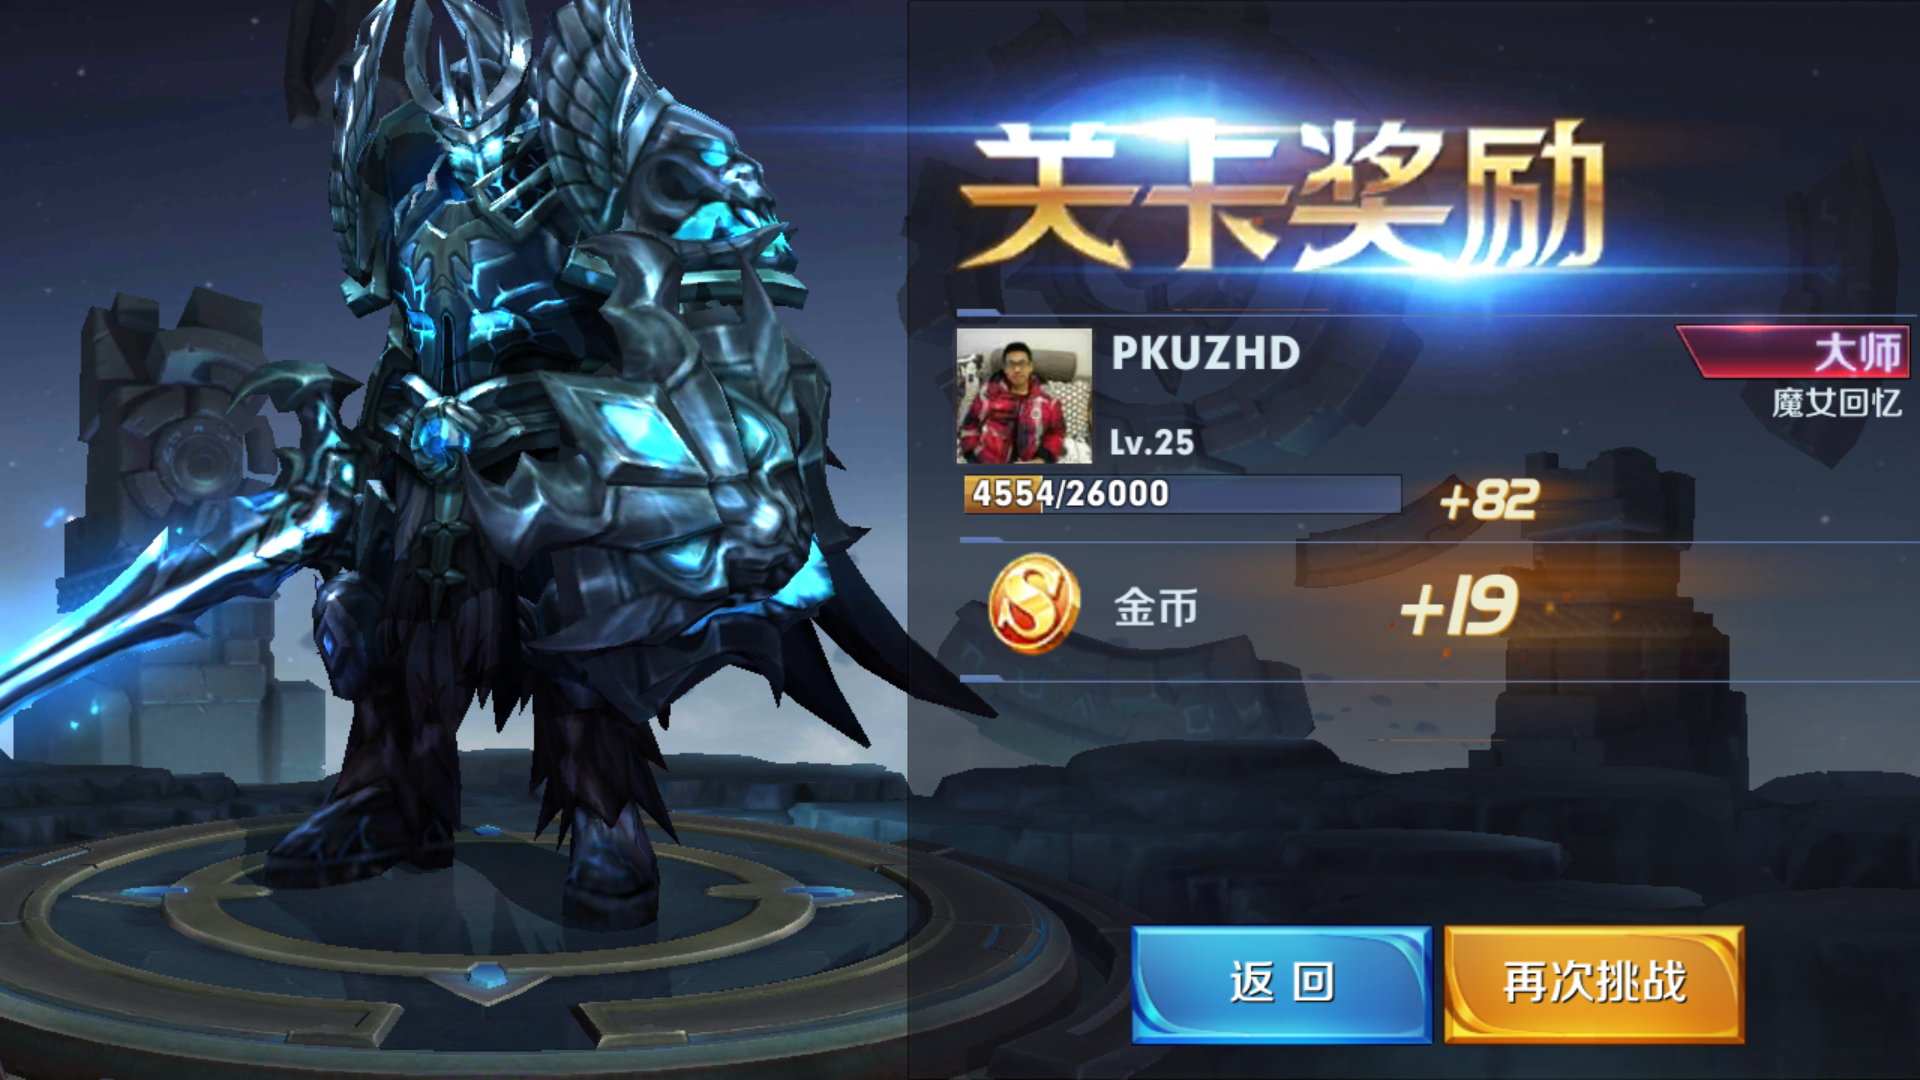 关卡奖励
PKUZHD
大师
魔女回忆
Lv.25
4554/26000
+82
金币
+19
返回
再次挑战